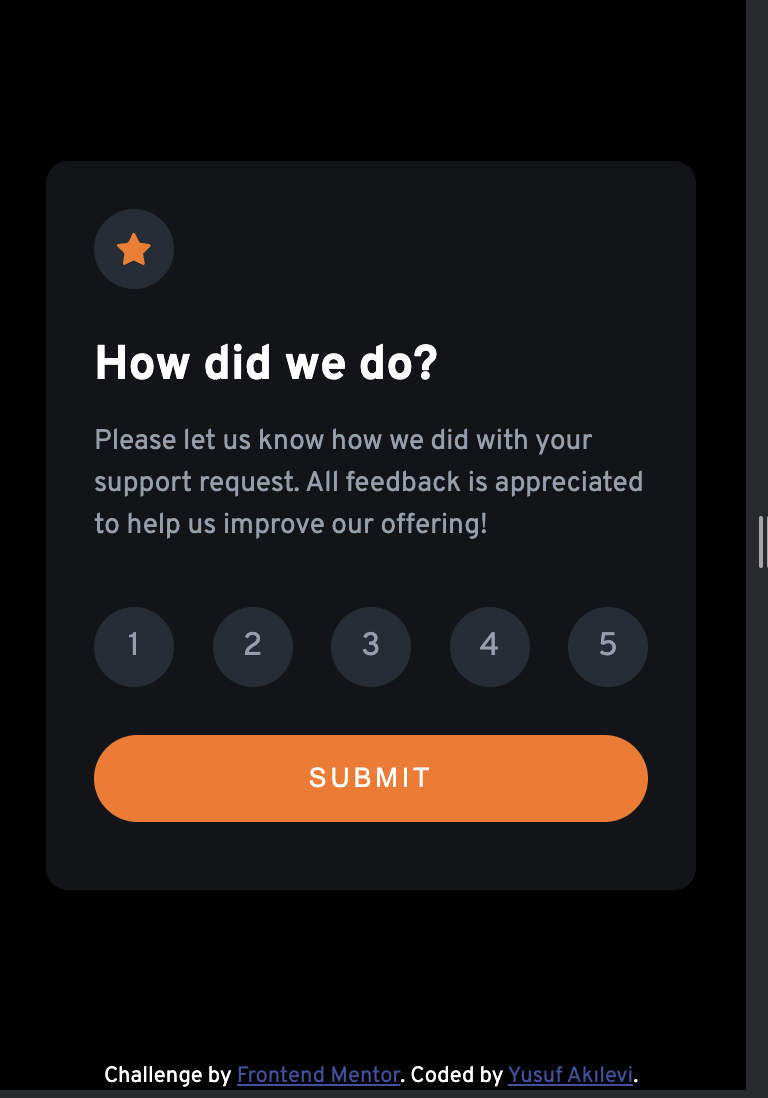 How did we do?
Please let us know how we did with your
support request. All feedback is appreciated
to help us improve our offering!
1 2 3 4 5
SUBMIT
Challenge by Frontend Mentor. Coded by Yusuf Akılevi.